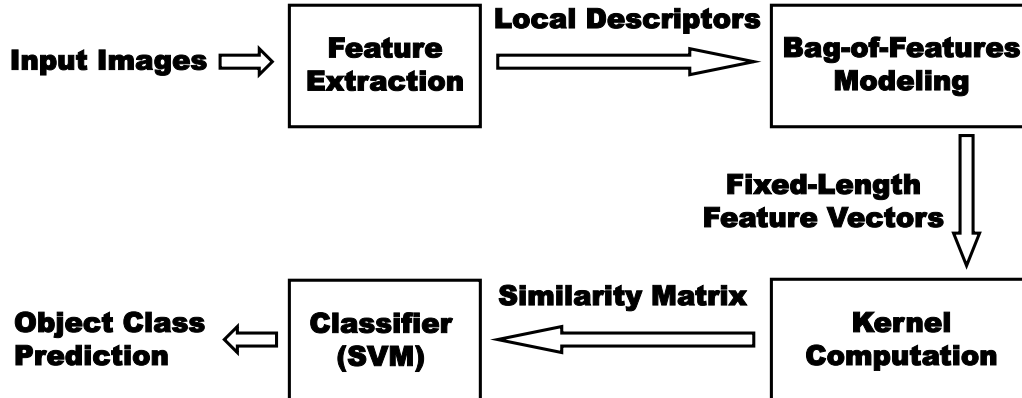 Input Images
Feature
Extraction
Local Descriptors
Bag-of-Features
Modeling
Fixed-Length
Feature Vectors
Kernel
Computation
Similarity Matrix
Classifier
(SVM)
Object Class
Prediction